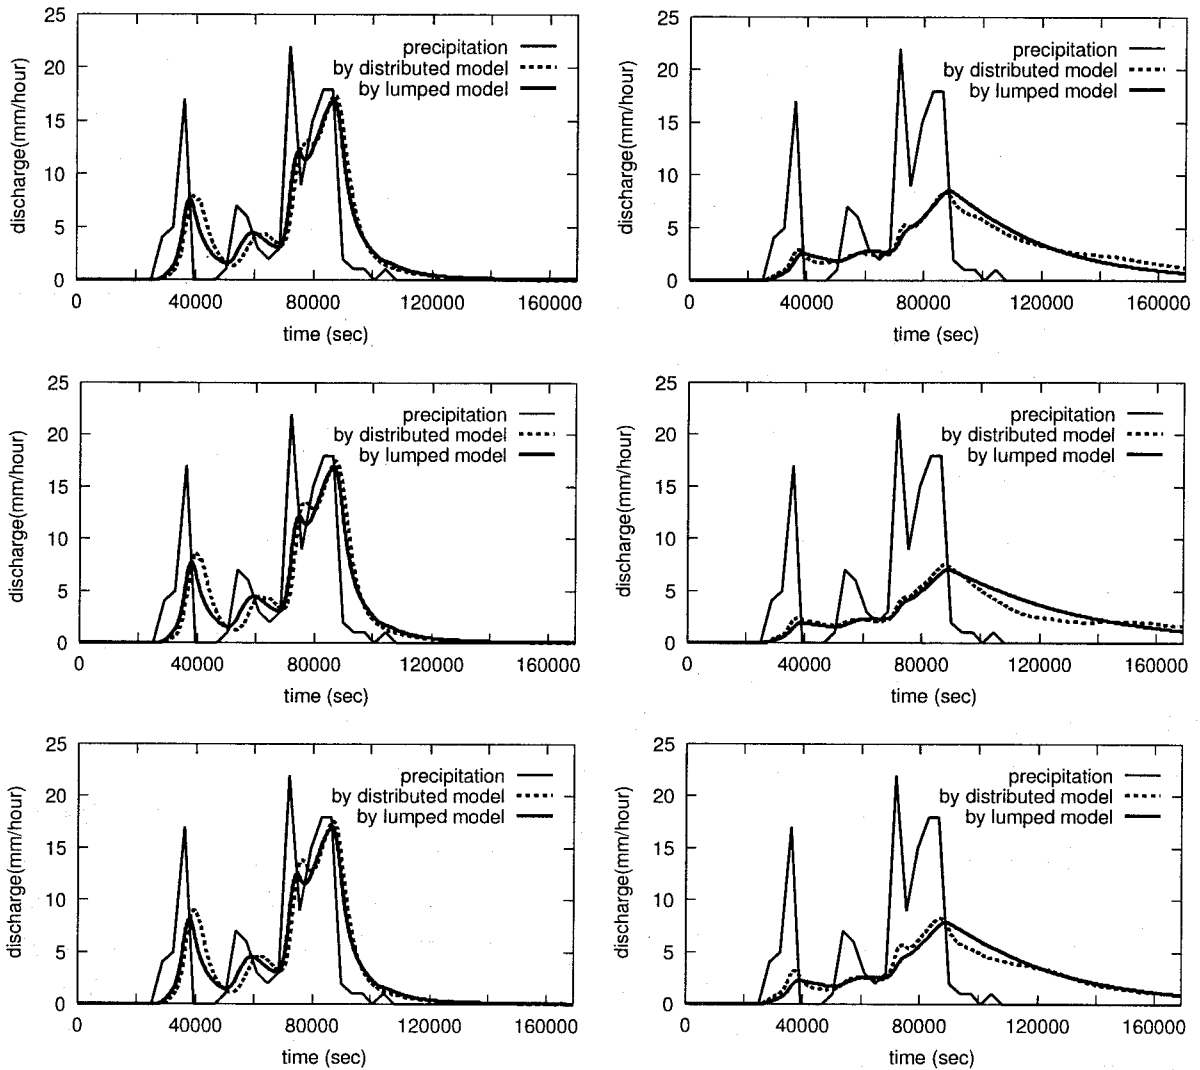 25
20
15
10
5
0
discharge(mm/hour)
precipitation
by distributed model
by lumped model
0 40000 80000 120000 160000
time (sec)
25
20
15
10
5
0
discharge(mm/hour)
precipitation
by distributed model
by lumped model
0 40000 80000 120000 160000
time (sec)
25
20
15
10
5
0
discharge(mm/hour)
precipitation
by distributed model
by lumped model
0 40000 80000 120000 160000
time (sec)
25
20
15
10
5
0
discharge(mm/hour)
precipitation
by distributed model
by lumped model
0 40000 80000 120000 160000
time (sec)
25
20
15
10
5
0
discharge(mm/hour)
precipitation
by distributed model
by lumped model
0 40000 80000 120000 160000
time (sec)
25
20
15
10
5
0
discharge(mm/hour)
precipitation
by distributed model
by lumped model
0 40000 80000 120000 160000
time (sec)